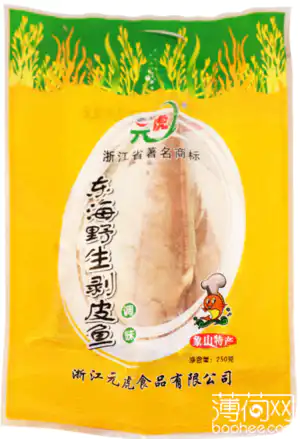 元虎
浙江省著名商标
东海野生剥皮鱼
调味
象山特产
净含量：250克
浙江元虎食品有限公司
薄荷网
boohee.com